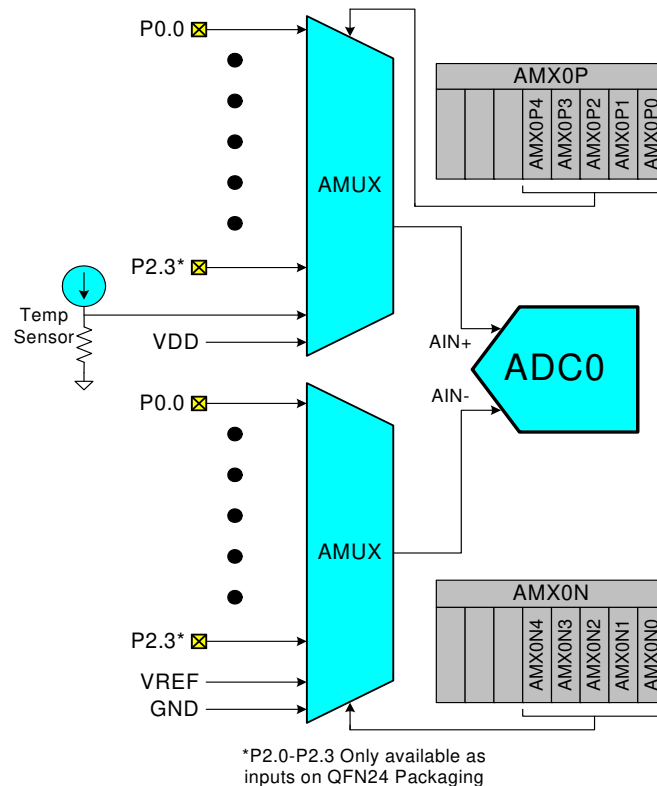 P0.0
AMX0P
AMX0P4
AMX0P3
AMX0P2
AMX0P1
AMX0P0
AMUX
P2.3*
Temp
Sensor
VDD
AIN+
ADC0
AIN-
P0.0
AMUX
AMX0N
AMX0N4
AMX0N3
AMX0N2
AMX0N1
AMX0N0
P2.3*
VREF
GND
*P2.0-P2.3 Only available as
inputs on QFN24 Packaging